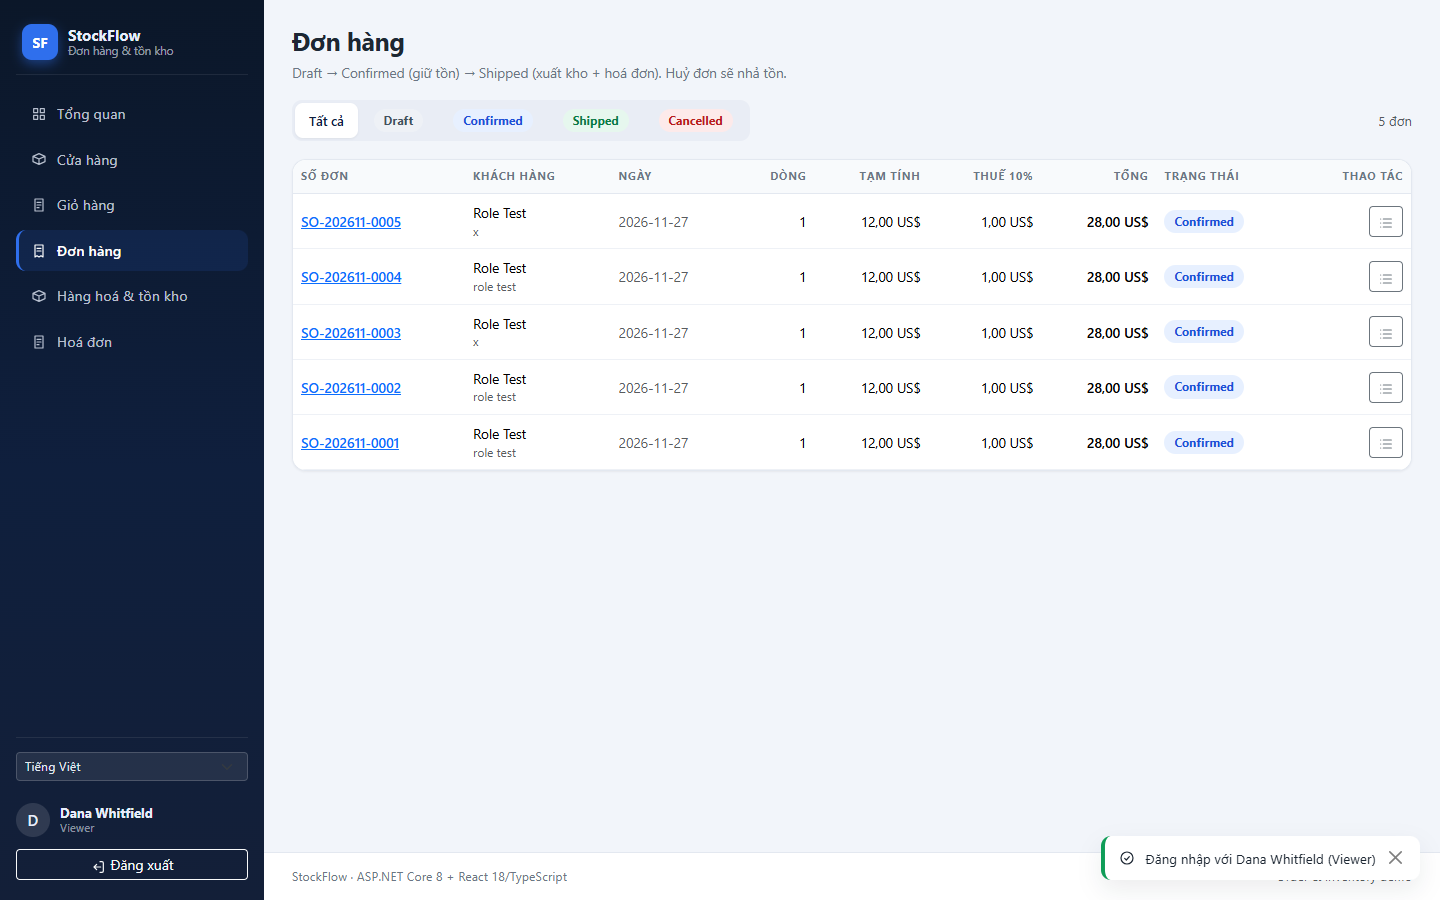 SF
StockFlow
Đơn hàng & tồn kho
Tổng quan
Cửa hàng
Giỏ hàng
Đơn hàng
Hàng hoá & tồn kho
Hoá đơn
Tiếng Việt
D
Dana Whitfield
Viewer
Đăng xuất
Đơn hàng
Draft → Confirmed (giữ tồn) → Shipped (xuất kho + hoá đơn). Huỷ đơn sẽ nhả tồn.
Tất cả Draft Confirmed Shipped Cancelled 5 đơn
SỐ ĐƠN KHÁCH HÀNG NGÀY DÒNG TẠM TÍNH THUẾ 10% TỔNG TRẠNG THÁI THAO TÁC
SO-202611-0005 Role Test 2026-11-27 1 12,00 US$ 1,00 US$ 28,00 US$ Confirmed
x
SO-202611-0004 Role Test 2026-11-27 1 12,00 US$ 1,00 US$ 28,00 US$ Confirmed
role test
SO-202611-0003 Role Test 2026-11-27 1 12,00 US$ 1,00 US$ 28,00 US$ Confirmed
x
SO-202611-0002 Role Test 2026-11-27 1 12,00 US$ 1,00 US$ 28,00 US$ Confirmed
role test
SO-202611-0001 Role Test 2026-11-27 1 12,00 US$ 1,00 US$ 28,00 US$ Confirmed
role test
Đăng nhập với Dana Whitfield (Viewer)
StockFlow · ASP.NET Core 8 + React 18/TypeScript